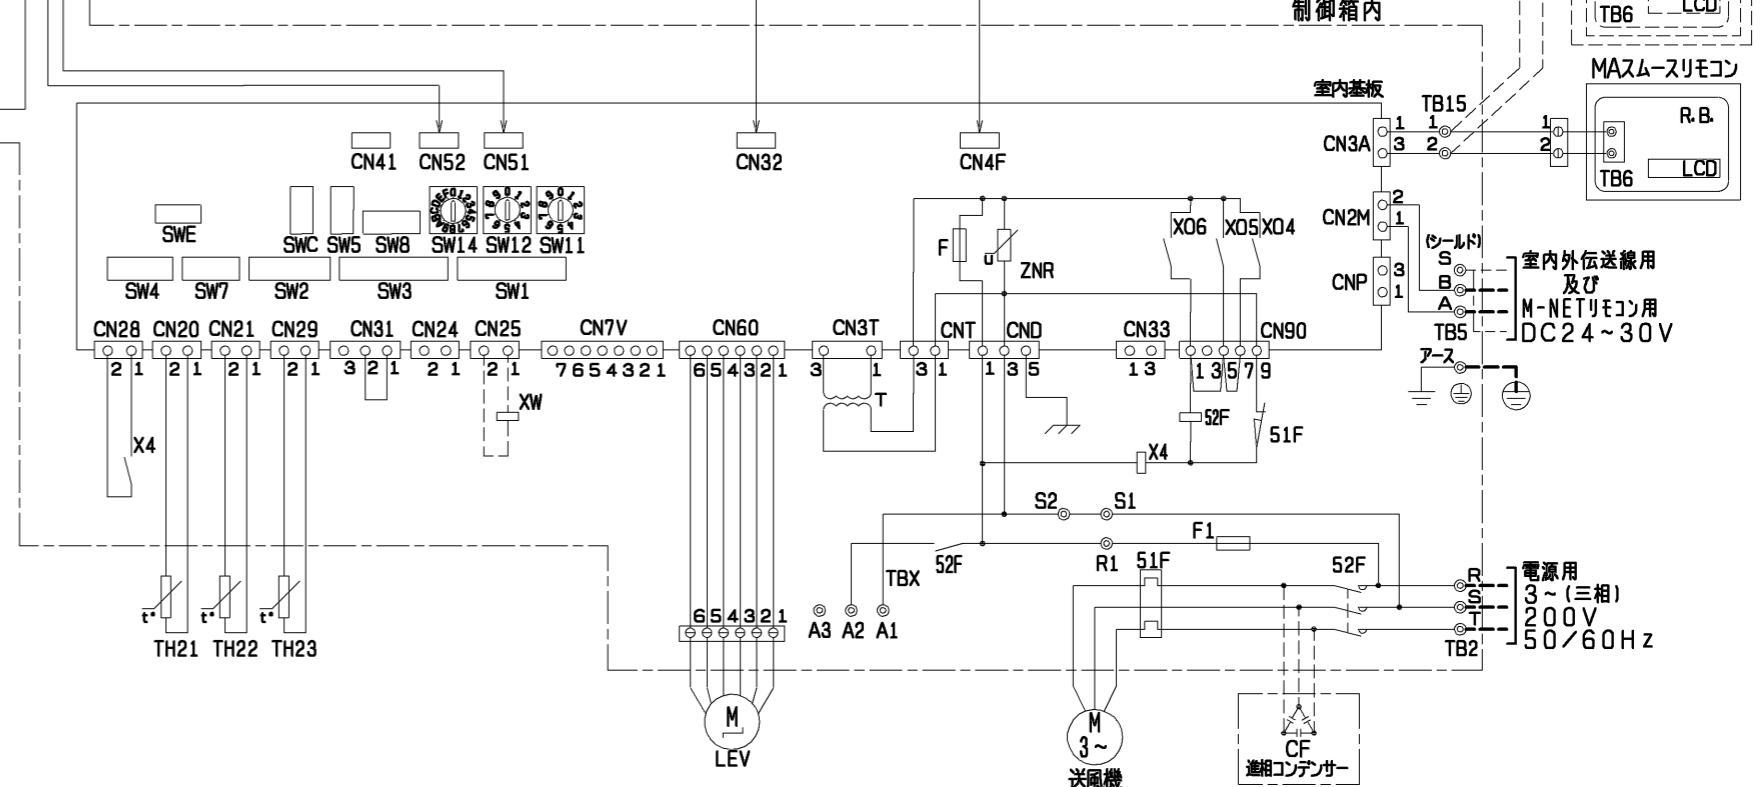 制御箱内
TB6
LCD
MAスムースリモコン
室内基板
TB15
R.B.
1
3
1
2
1
2
CN3A
TB6
LCD
CN41
CN52
CN51
CN32
CN4F
SWE
SWC
SW5
SW8
SW14
SW12
SW11
SW4
SW7
SW2
SW3
SW1
F
u
ZNR
X06
X05
X04
CN2M
2
1
CNP
3
1
(シールド)
S
B
A
TB5
室内外伝送線用
及び
M-NETリモコン用
DC24~30V
アース
CN28
CN20
CN21
CN29
CN31
CN24
CN25
CN7V
CN60
CN3T
CNT
CND
CN33
CN90
2 1
2 1
2 1
2 1
3 2 1
2 1
2 1
7 6 5 4 3 2 1
6 5 4 3 2 1
3 1
3 1
1 3 5
1 3
1 3 5 7 9
XW
T
X4
52F
51F
X4
S2
S1
F1
52F
R1
51F
52F
TBX
A3
A2
A1
R
S
T
TB2
電源用
3~(三相)
200V
50/60Hz
t°
t°
t°
TH21
TH22
TH23
6 5 4 3 2 1
M
LEV
M
3~
送風機
CF
進相コンデンサー